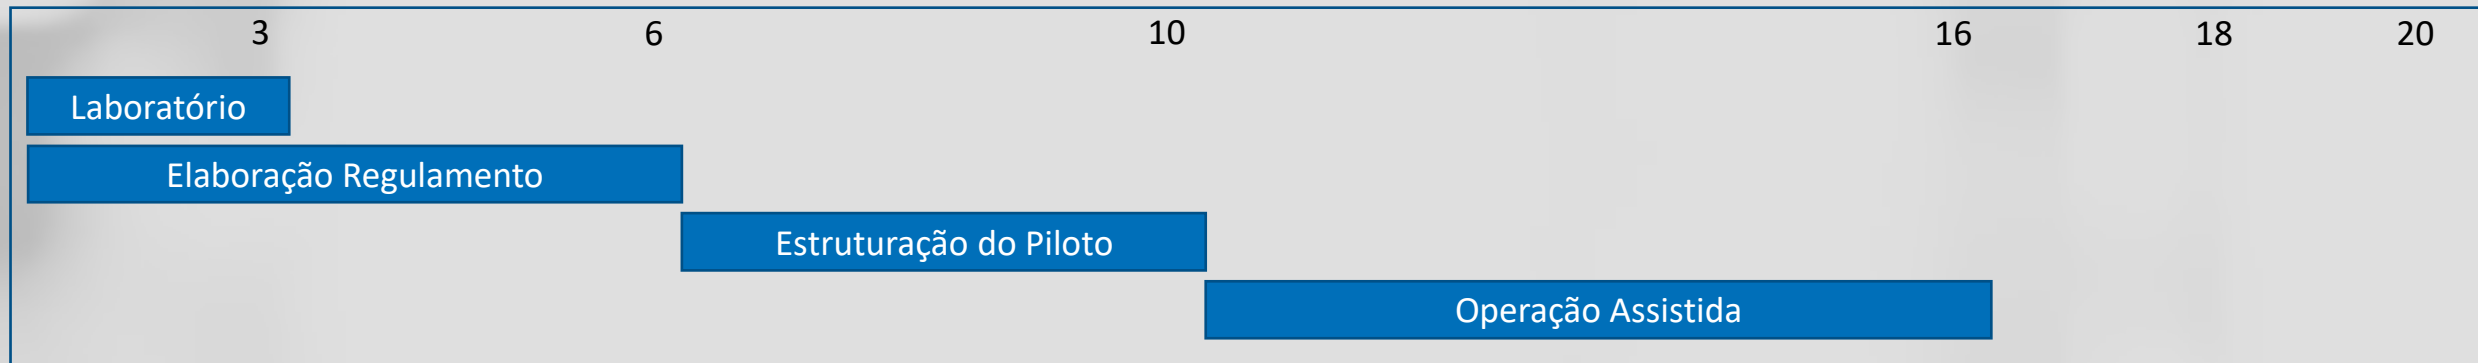 3 6 10 16 18 20
Laboratório
Elaboração Regulamento
Estruturação do Piloto
Operação Assistida